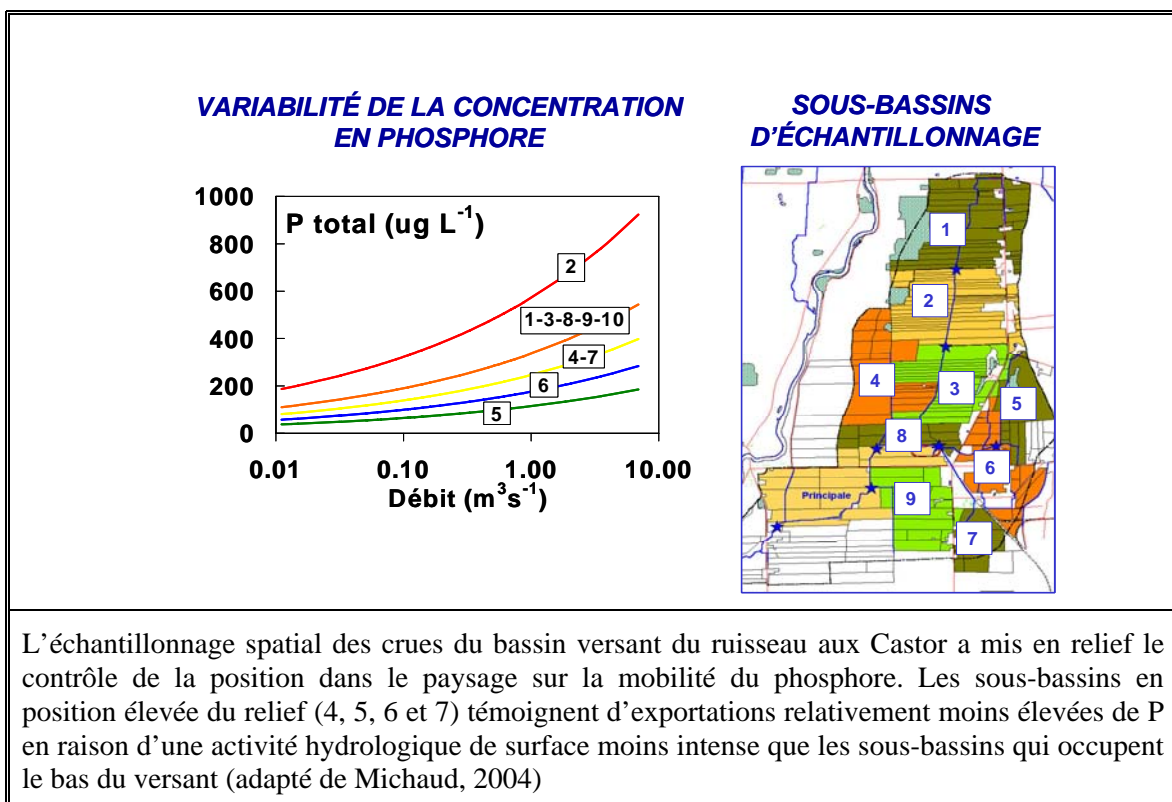 VARIABILITÉ DE LA CONCENTRATION
EN PHOSPHORE
1000
800
600
400
200
0
P total (ug L-1)
2
1-3-8-9-10
4-7
6
5
0.01 0.10 1.00 10.00
Débit (m3s-1)
SOUS-BASSINS
D'ÉCHANTILLONNAGE
1
2
4
3
5
8
6
Principale
9
7
L'échantillonnage spatial des crues du bassin versant du ruisseau aux Castor a mis en relief le
contrôle de la position dans le paysage sur la mobilité du phosphore. Les sous-bassins en
position élevée du relief (4, 5, 6 et 7) témoignent d'exportations relativement moins élevées de P
en raison d'une activité hydrologique de surface moins intense que les sous-bassins qui occupent
le bas du versant (adapté de Michaud, 2004)